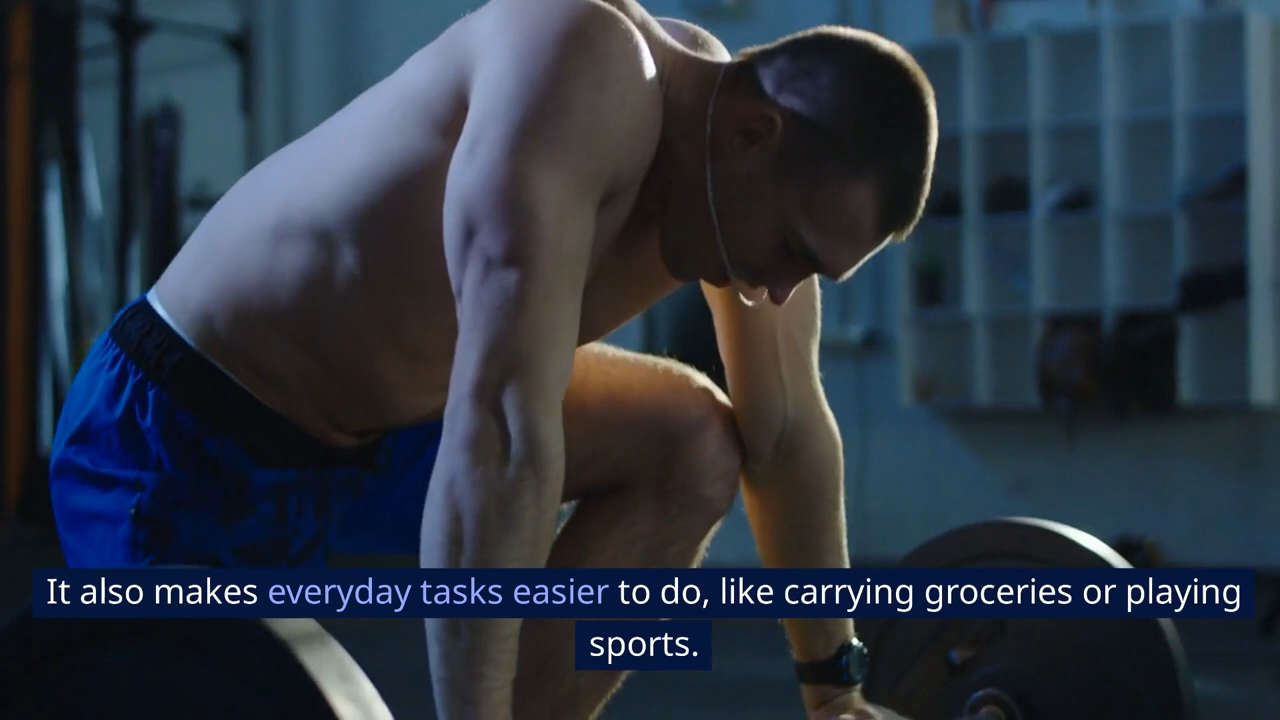 It also makes everyday tasks easier to do, like carrying groceries or playing
sports.